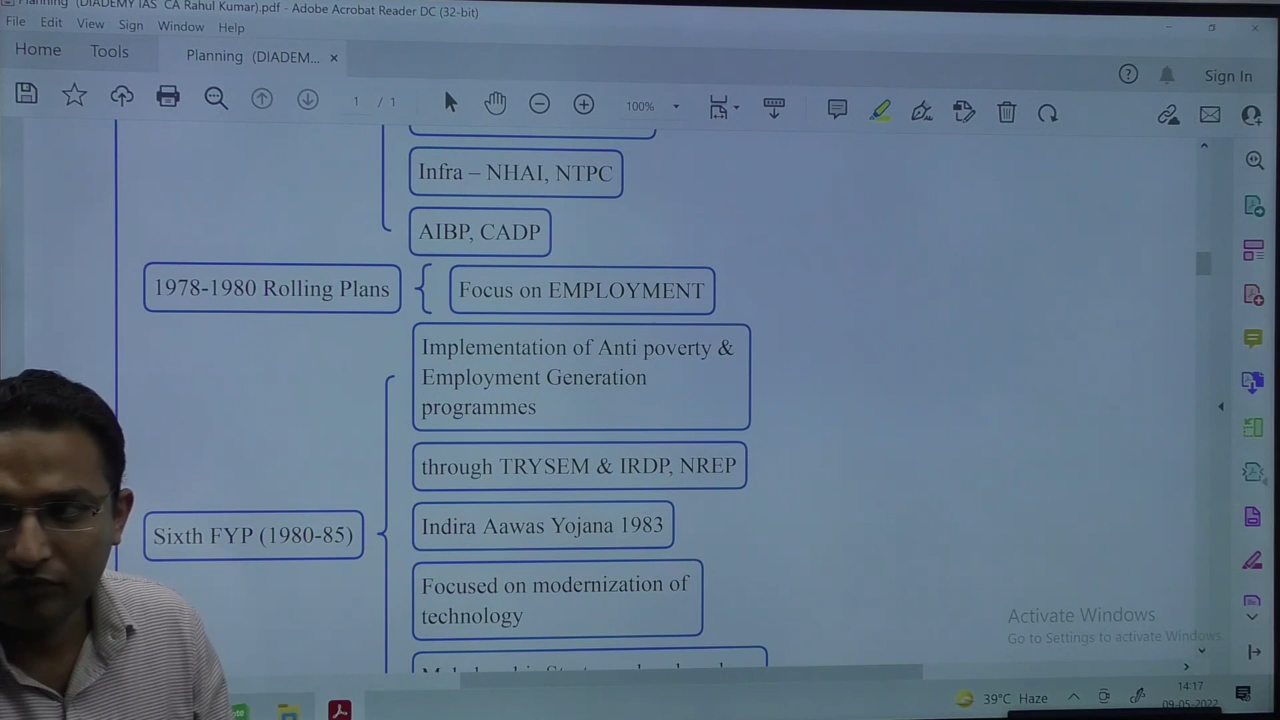 Planning (DIADEMY IAS CA Rahul Kumar).pdf - Adobe Acrobat Reader DC (32-bit)
File Edit View Sign Window Help
Home Tools Planning (DIADEM... ×
Sign In
1 / 1 100%
Infra – NHAI, NTPC
AIBP, CADP
1978-1980 Rolling Plans
Focus on EMPLOYMENT
Implementation of Anti poverty &
Employment Generation
programmes
through TRYSEM & IRDP, NREP
Sixth FYP (1980-85)
Indira Aawas Yojana 1983
Focused on modernization of
technology
Activate Windows
Go to Settings to activate Windows.
39°C Haze
14:17
09-05-2022